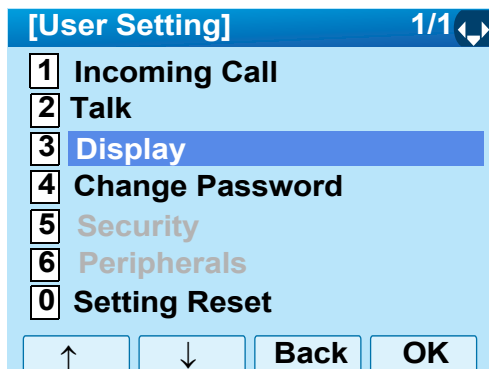 [User Setting] 1/1
1 Incoming Call
2 Talk
3 Display
4 Change Password
5 Security
6 Peripherals
0 Setting Reset
↑ ↓ Back OK